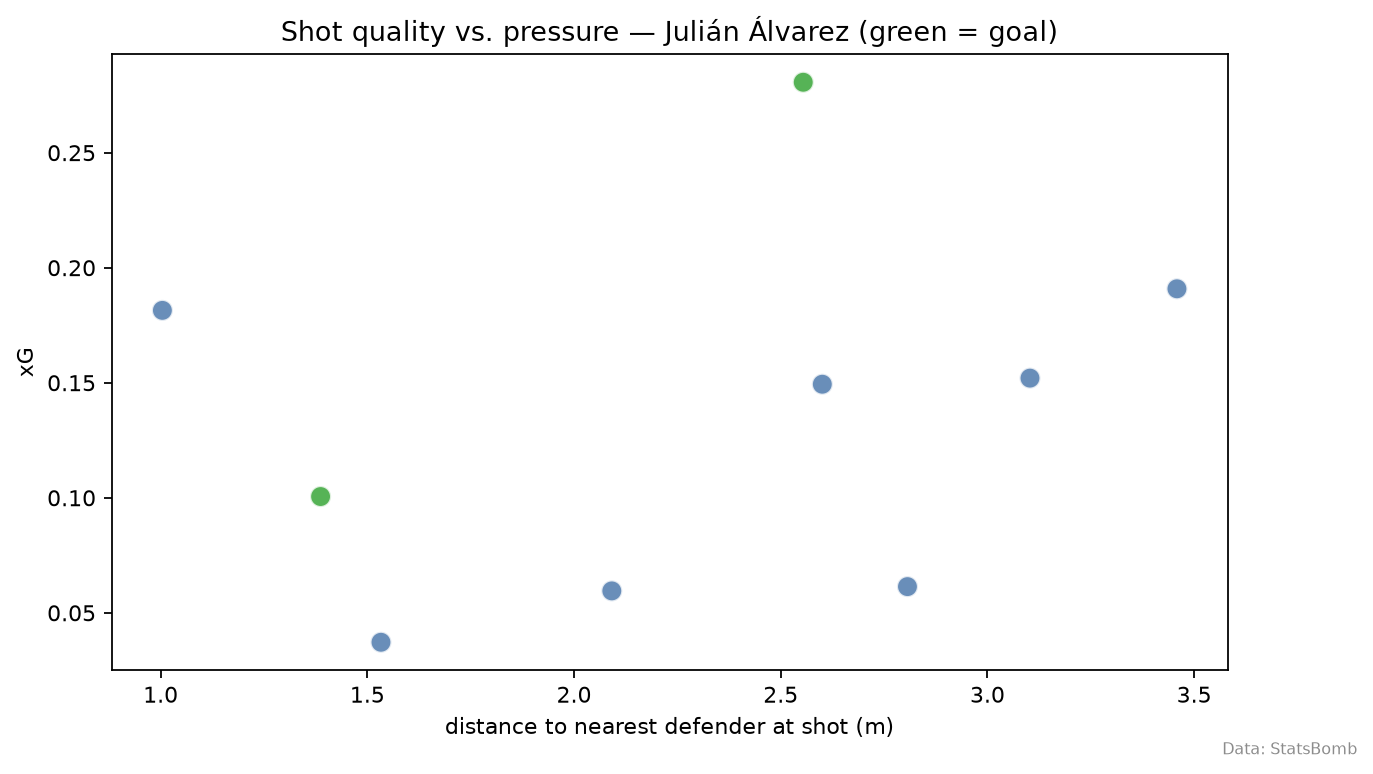 Shot quality vs. pressure — Julián Álvarez (green = goal)
0.25
0.20
0.15
0.10
0.05
xG
1.0 1.5 2.0 2.5 3.0 3.5
distance to nearest defender at shot (m)
Data: StatsBomb